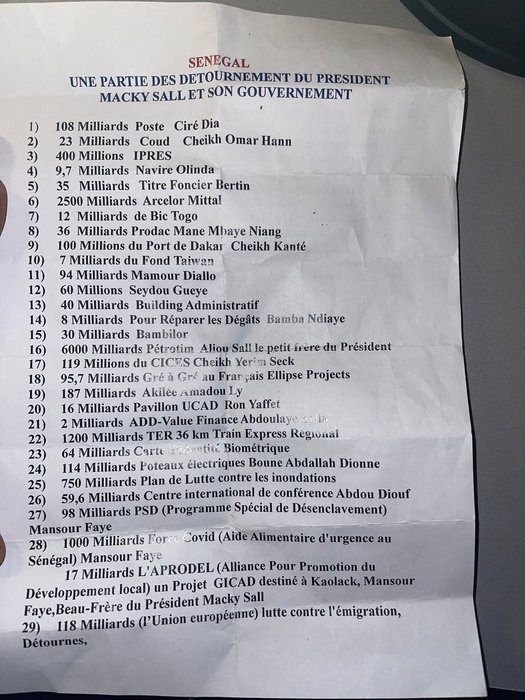 SENEGAL
UNE PARTIE DES DETOURNEMENT DU PRESIDENT
MACKY SALL ET SON GOUVERNEMENT
1) 108 Milliards Poste Ciré Dia
2) 23 Milliards Coud Cheikh Omar Hann
3) 400 Millions IPRES
4) 9,7 Milliards Navire Olinda
5) 35 Milliards Titre Foncier Bertin
6) 2500 Milliards Arcelor Mittal
7) 12 Milliards de Bic Togo
8) 36 Milliards Prodac Mane Mbaye Niang
9) 100 Millions du Port de Dakar Cheikh Kanté
10) 7 Milliards du Fond Taiwan
11) 94 Milliards Mamour Diallo
12) 60 Millions Seydou Gueye
13) 40 Milliards Building Administratif
14) 8 Milliards Pour Réparer les Dégâts Bamba Ndiaye
15) 30 Milliards Bambilor
16) 6000 Milliards Pétrotim Aliou Sall le petit frère du Président
17) 119 Millions du CICES Cheikh Yerim Seck
18) 95,7 Milliards Gré à Gré au Français Ellipse Projects
19) 187 Milliards Akilée Amadou Ly
20) 16 Milliards Pavillon UCAD Ron Yaffet
21) 2 Milliards ADD-Value Finance Abdoulaye
22) 1200 Milliards TER 36 km Train Express Regional
23) 64 Milliards Carte Identité Biométrique
24) 114 Milliards Poteaux électriques Boune Abdallah Dionne
25) 750 Milliards Plan de Lutte contre les inondations
26) 59,6 Milliards Centre international de conférence Abdou Diouf
27) 98 Milliards PSD (Programme Spécial de Désenclavement)
Mansour Faye
28) 1000 Milliards Force Covid (Aide Alimentaire d'urgence au
Sénégal) Mansour Faye
17 Milliards L'APRODEL (Alliance Pour Promotion du
Développement local) un Projet GICAD destiné à Kaolack, Mansour
Faye,Beau-Frère du Président Macky Sall
29) 118 Milliards (l'Union européenne) lutte contre l'émigration,
Détournes,